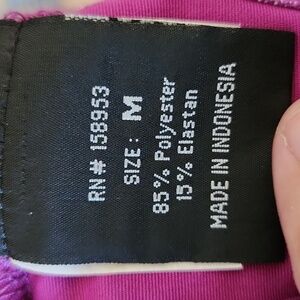 RN# 158953
SIZE: M
85% Polyester
15% Elastan
MADE IN INDONESIA